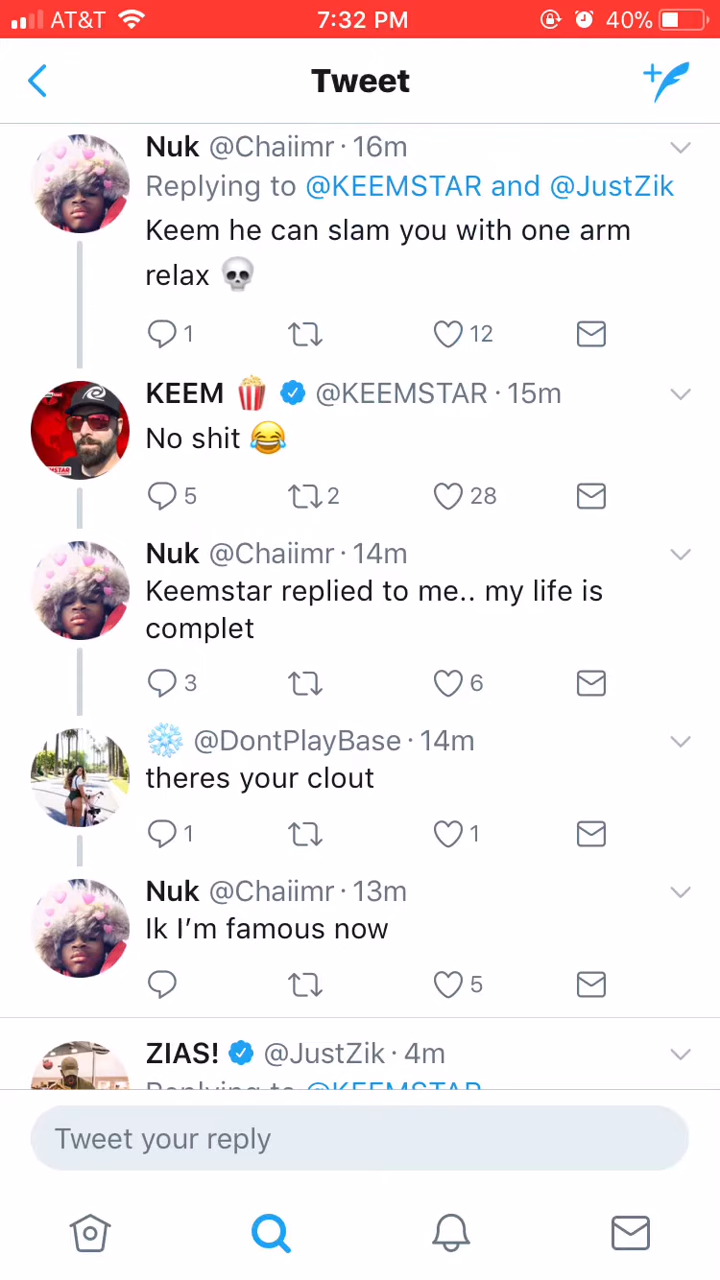 AT&T 7:32 PM 40%
Tweet
Nuk @Chaiimr · 16m
Replying to @KEEMSTAR and @JustZik
Keem he can slam you with one arm
relax 💀
1 12
KEEM 🍿 @KEEMSTAR · 15m
No shit 😂
5 2 28
Nuk @Chaiimr · 14m
Keemstar replied to me.. my life is
complet
3 6
❄️ @DontPlayBase · 14m
theres your clout
1 1
Nuk @Chaiimr · 13m
Ik I’m famous now
5
ZIAS! @JustZik · 4m
Replying to @KEEMSTAR
Tweet your reply